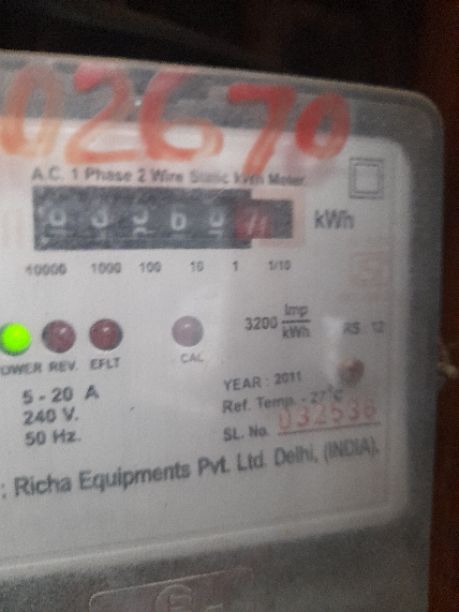 02670
A.C. 1 Phase 2 Wire Static kWh Meter
kWh
10000 1000 100 10 1 1/10
3200 Imp/kWh
RS : 12
POWER REV. EFLT CAL
5 - 20 A
240 V.
50 Hz.
YEAR : 2011
Ref. Temp. - 27°C
SL. No. 032536
: Richa Equipments Pvt. Ltd. Delhi, (INDIA).